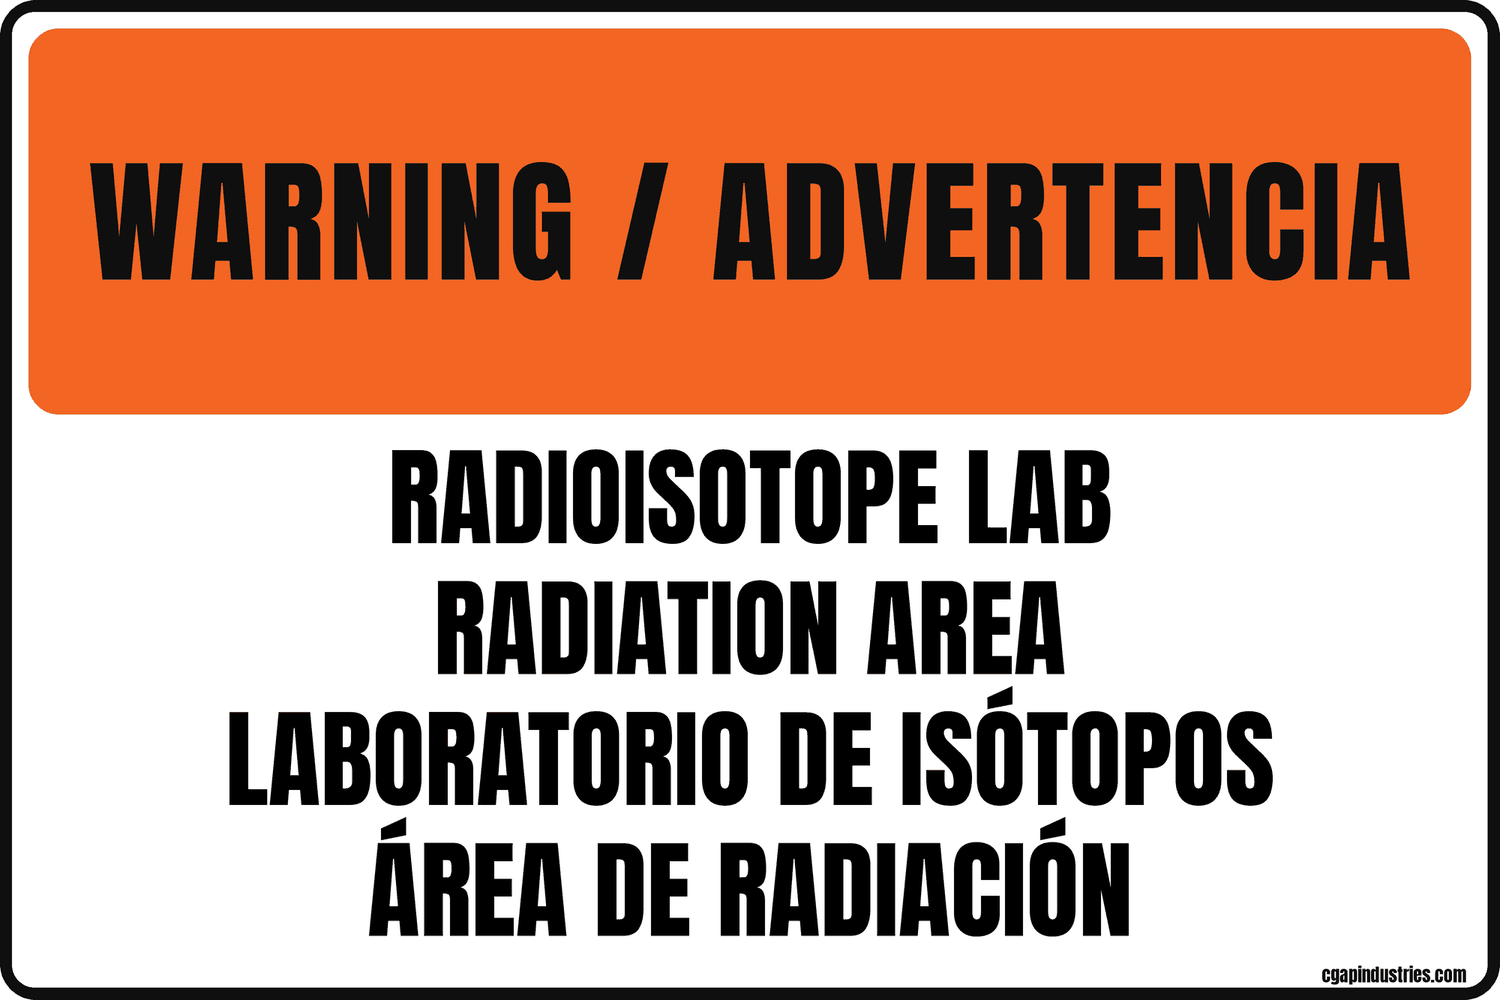 WARNING / ADVERTENCIA
RADIOISOTOPE LAB
RADIATION AREA
LABORATORIO DE ISÓTOPOS
ÁREA DE RADIACIÓN
cgapindustries.com